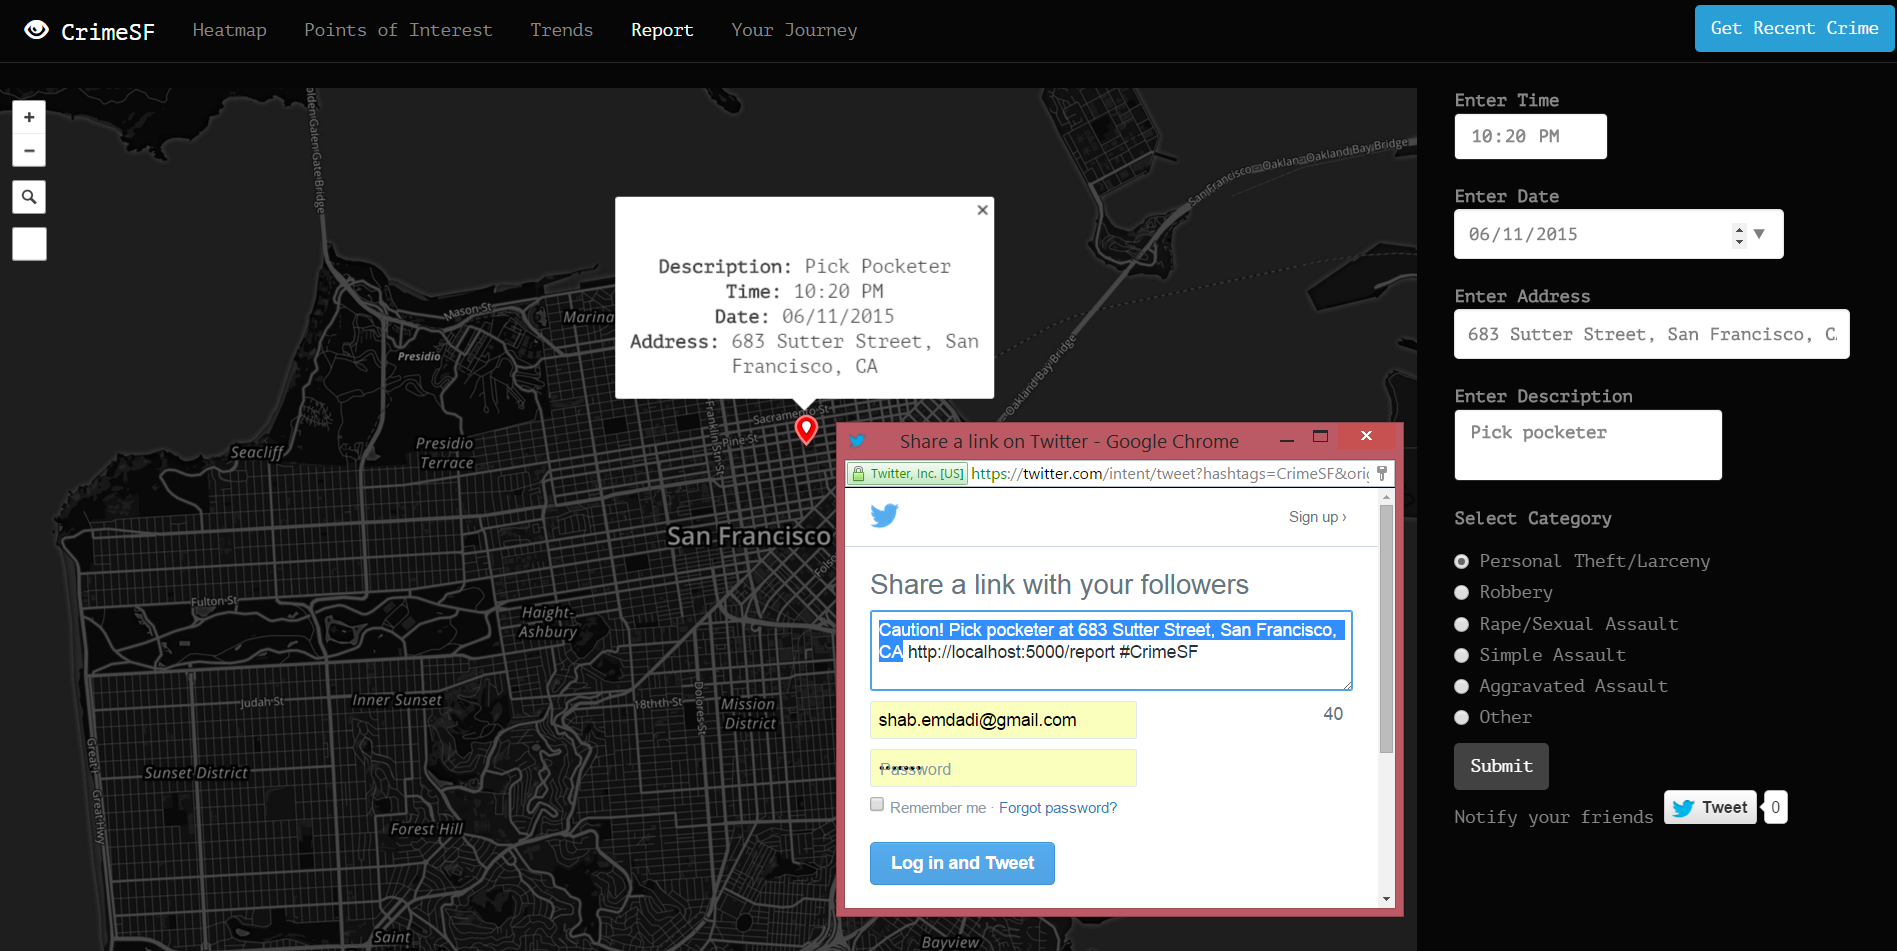 CrimeSF
Heatmap
Points of Interest
Trends
Report
Your Journey
Get Recent Crime
+
−
Golden Gate Bridge
San Francisco - Oaklan
Oakland Bay Bridge
Oakland Bay Bridge
×
Description: Pick Pocketer
Time: 10:20 PM
Date: 06/11/2015
Address: 683 Sutter Street, San
Francisco, CA
Mason St
Marina
Presidio
Sacramento St
Franklin St
Pine St
Seacliff
Presidio
Terrace
San Francisco
Fulton St
Haight-
Ashbury
Judah St
Inner Sunset
18th St
Dolores St
Mission
District
Great Hwy
Sunset District
Forest Hill
Saint
Bayview
Share a link on Twitter - Google Chrome
Twitter, Inc. [US]
https://twitter.com/intent/tweet?hashtags=CrimeSF&orig
Sign up ›
Share a link with your followers
Caution! Pick pocketer at 683 Sutter Street, San Francisco,
CA http://localhost:5000/report #CrimeSF
shab.emdadi@gmail.com
40
Password
Remember me · Forgot password?
Log in and Tweet
Enter Time
10:20 PM
Enter Date
06/11/2015
Enter Address
683 Sutter Street, San Francisco, C
Enter Description
Pick pocketer
Select Category
Personal Theft/Larceny
Robbery
Rape/Sexual Assault
Simple Assault
Aggravated Assault
Other
Submit
Notify your friends
Tweet
0